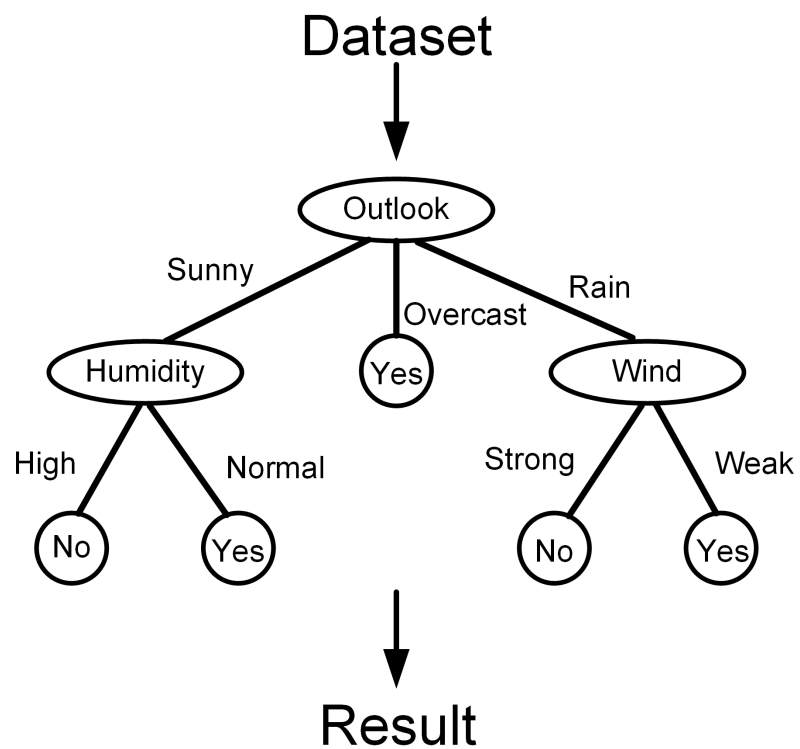 Dataset
Outlook
Sunny
Rain
Overcast
Humidity
Yes
Wind
High
Normal
Strong
Weak
No
Yes
No
Yes
Result